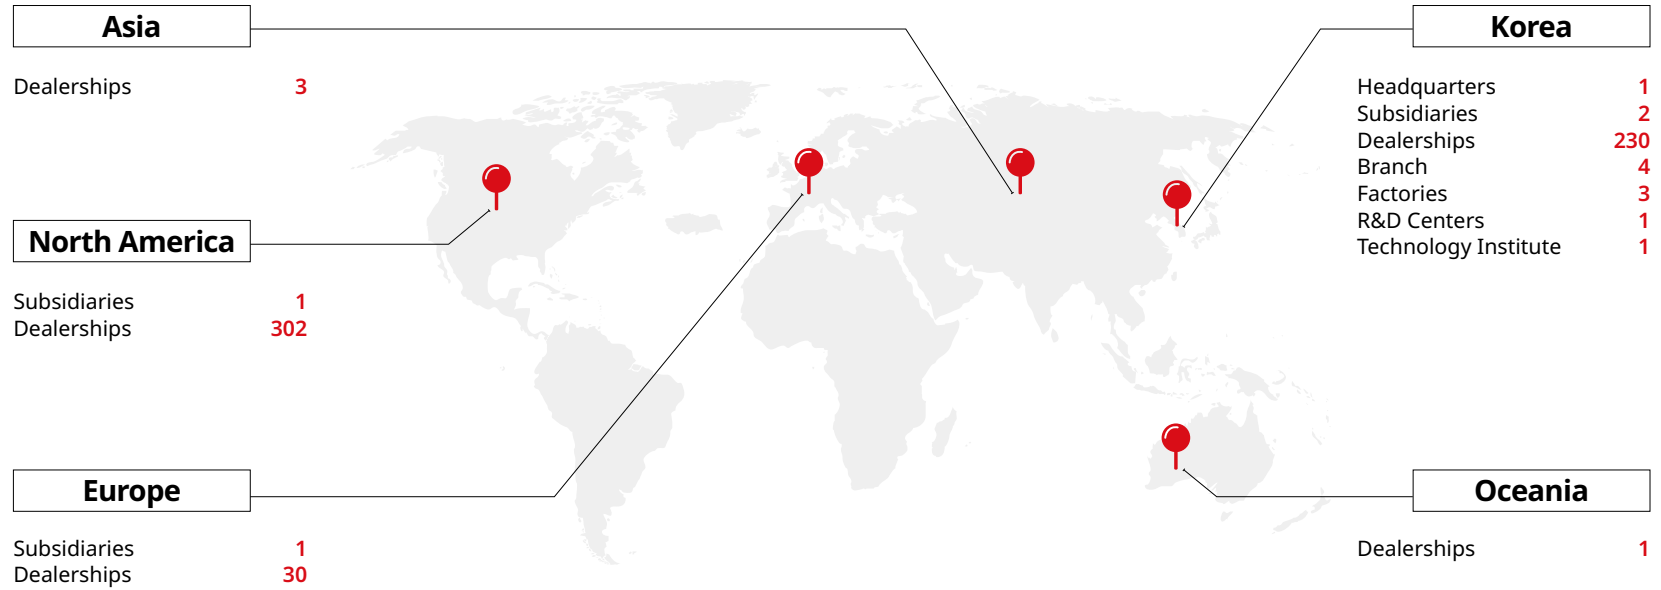 Asia
Dealerships 3
North America
Subsidiaries 1
Dealerships 302
Europe
Subsidiaries 1
Dealerships 30
Korea
Headquarters 1
Subsidiaries 2
Dealerships 230
Branch 4
Factories 3
R&D Centers 1
Technology Institute 1
Oceania
Dealerships 1